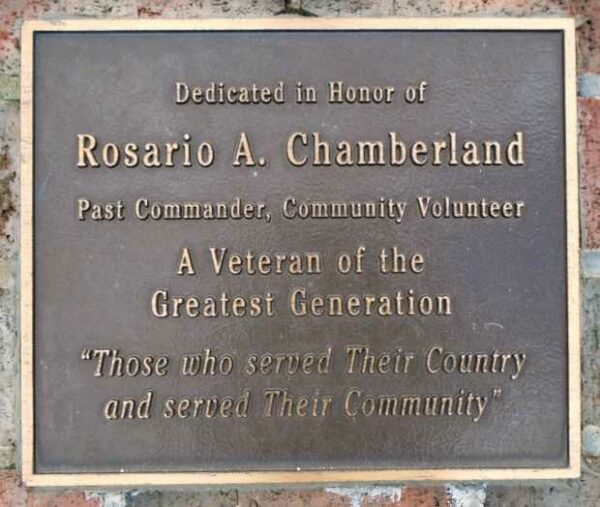 Dedicated in Honor of
Rosario A. Chamberland
Past Commander, Community Volunteer
A Veteran of the
Greatest Generation
“Those who served Their Country
and served Their Community”